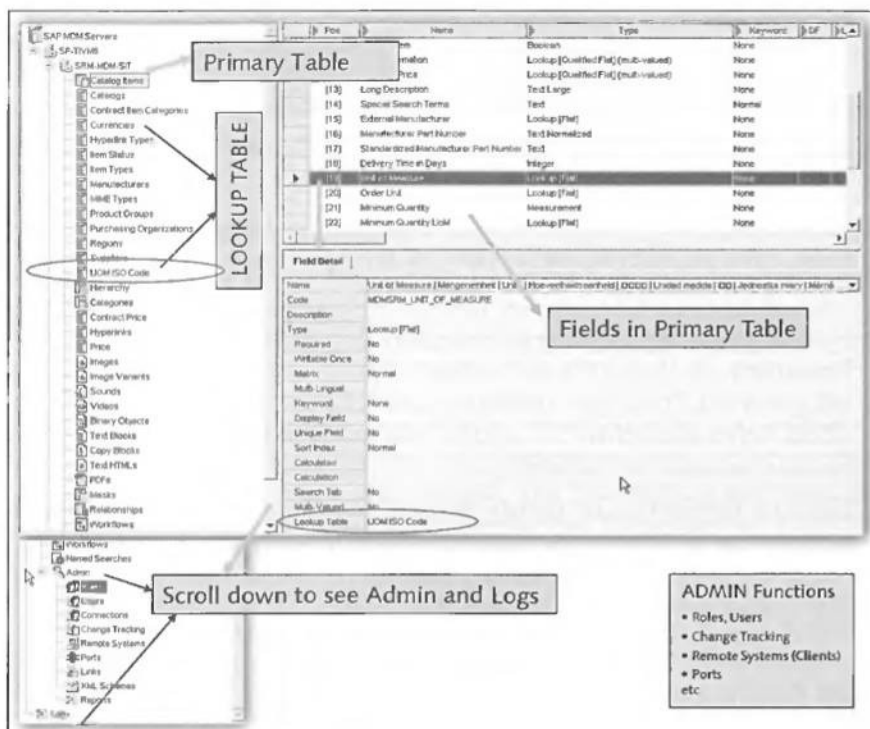 SAP MDM Servers
SRM-MDM-SIT
Catalog Items
Catalogs
Contract Item Categories
Currencies
Hyperlink Types
Item Status
Item Types
Manufacturers
MIME Types
Product Groups
Purchasing Organizations
Regions
Suppliers
UOM ISO Code
Hierarchy
Categories
Contract Price
Hyperlinks
Price
Images
Image Variants
Sounds
Videos
Binary Objects
Text Blocks
Copy Blocks
Text HTMLs
PDFs
Masks
Relationships
Workflows
Primary Table
LOOKUP TABLE
Pos Name Type Keyword DF
Boolean None
Lookup [Qualified Flat] (multi-valued) None
Price Lookup [Qualified Flat] (multi-valued) None
[13] Long Description Text Large None
[14] Special Search Terms Text Normal
[15] External Manufacturer Lookup [Flat] None
[16] Manufacturer Part Number Text Normalized None
[17] Standardized Manufacturer Part Number Text None
[18] Delivery Time in Days Integer None
[19] Unit of Measure Lookup [Flat] None
[20] Order Unit Lookup [Flat] None
[21] Minimum Quantity Measurement None
[22] Minimum Quantity UoM Lookup [Flat] None
Field Detail
Name Unit of Measure | Mengeneinheit
Code MDMSRM_UNIT_OF_MEASURE
Description
Type Lookup [Flat]
Required No
Writable Once No
Matrix Normal
Multi-Lingual
Keyword None
Display Field No
Unique Field No
Sort Index Normal
Calculated
Calculation
Search Tab No
Multi-Valued No
Lookup Table UOM ISO Code
Fields in Primary Table
Workflows
Named Searches
Admin
Users
Connections
Change Tracking
Remote Systems
Ports
Links
XML Schemas
Reports
Logs
Scroll down to see Admin and Logs
ADMIN Functions
• Roles, Users
• Change Tracking
• Remote Systems (Clients)
• Ports
etc